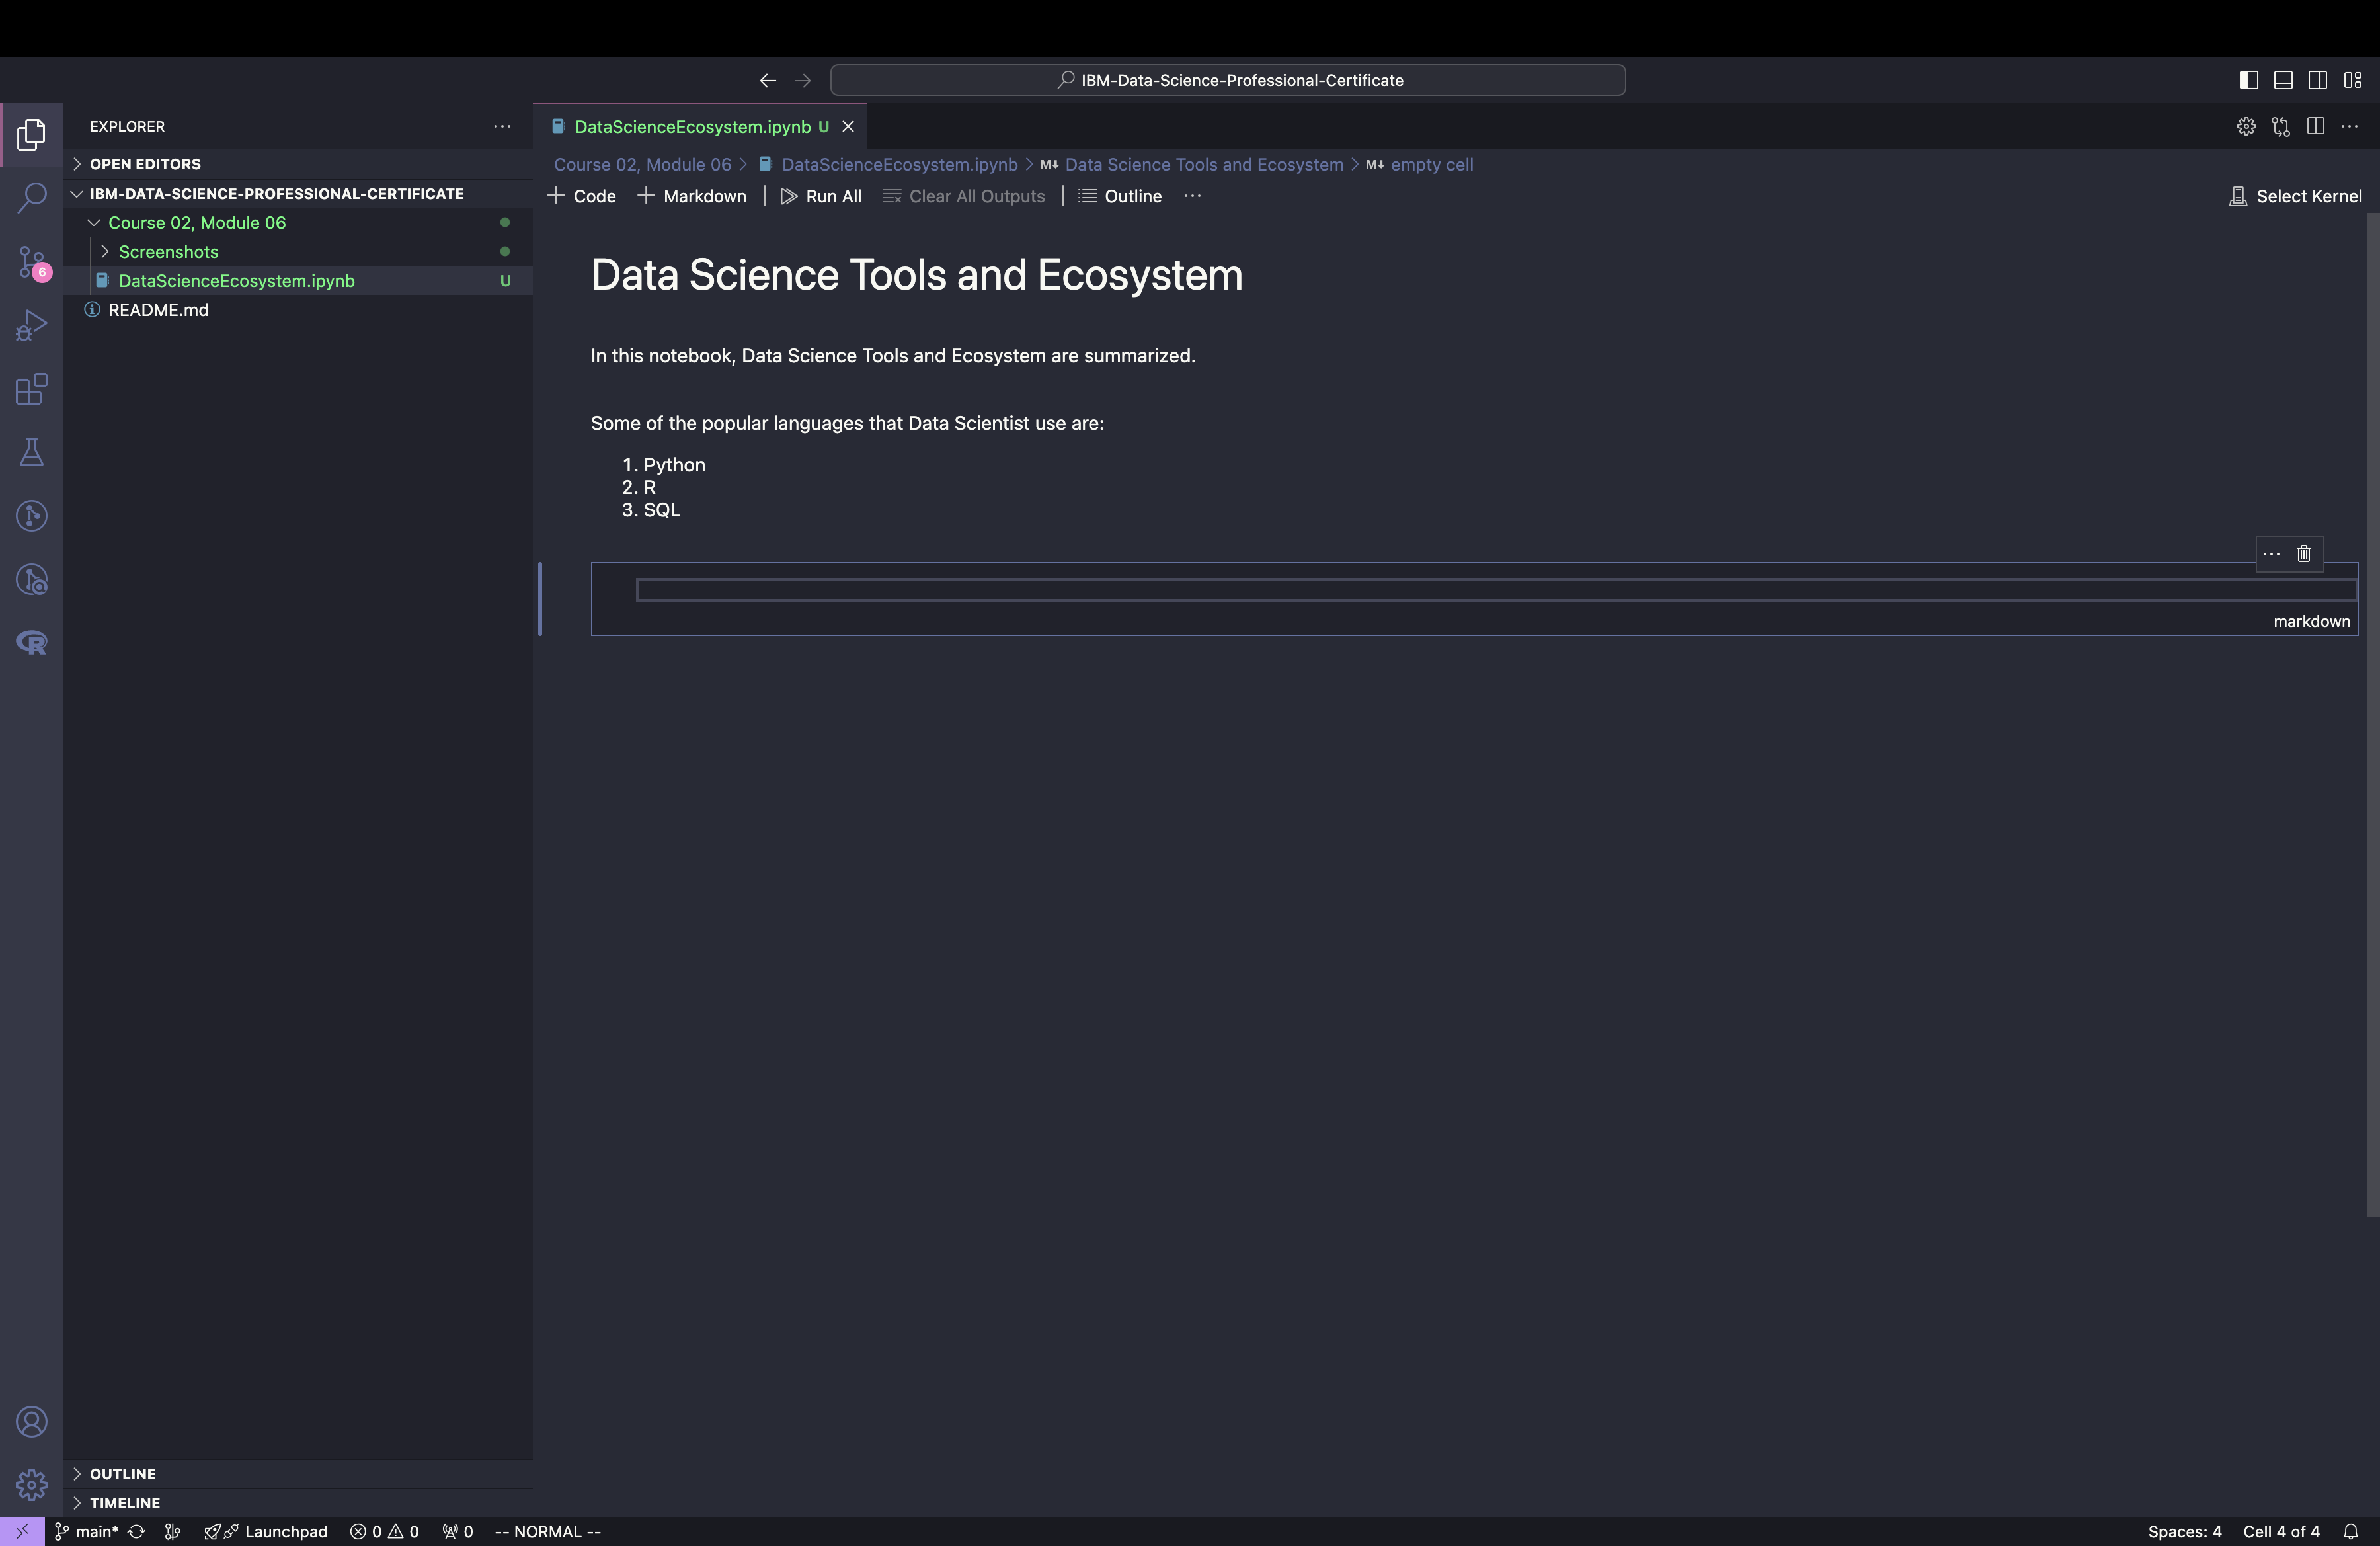 IBM-Data-Science-Professional-Certificate
EXPLORER
OPEN EDITORS
IBM-DATA-SCIENCE-PROFESSIONAL-CERTIFICATE
Course 02, Module 06
Screenshots
DataScienceEcosystem.ipynb U
README.md
6
OUTLINE
TIMELINE
DataScienceEcosystem.ipynb U
Course 02, Module 06 > DataScienceEcosystem.ipynb > M↓ Data Science Tools and Ecosystem > M↓ empty cell
+ Code + Markdown | Run All Clear All Outputs | Outline ... Select Kernel
Data Science Tools and Ecosystem
In this notebook, Data Science Tools and Ecosystem are summarized.
Some of the popular languages that Data Scientist use are:
1. Python
2. R
3. SQL
markdown
main* Launchpad 0 0 0 -- NORMAL -- Spaces: 4 Cell 4 of 4